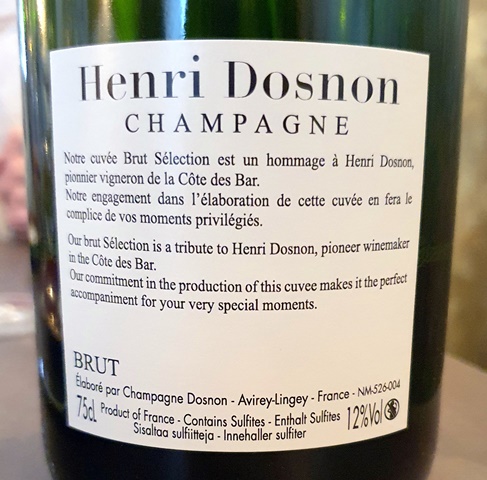 Henri Dosnon
CHAMPAGNE
Notre cuvée Brut Sélection est un hommage à Henri Dosnon,
pionnier vigneron de la Côte des Bar.
Notre engagement dans l'élaboration de cette cuvée en fera le
complice de vos moments privilégiés.
Our brut Sélection is a tribute to Henri Dosnon, pioneer winemaker
in the Côte des Bar.
Our commitment in the production of this cuvee makes it the perfect
accompaniment for your very special moments.
BRUT
Élaboré par Champagne Dosnon - Avirey-Lingey - France - NM-526-004
75cl Product of France - Contains Sulfites - Enthalt Sulfites 12%Vol
Sisaltaa sulfiitteja - Innehaller sulfiter